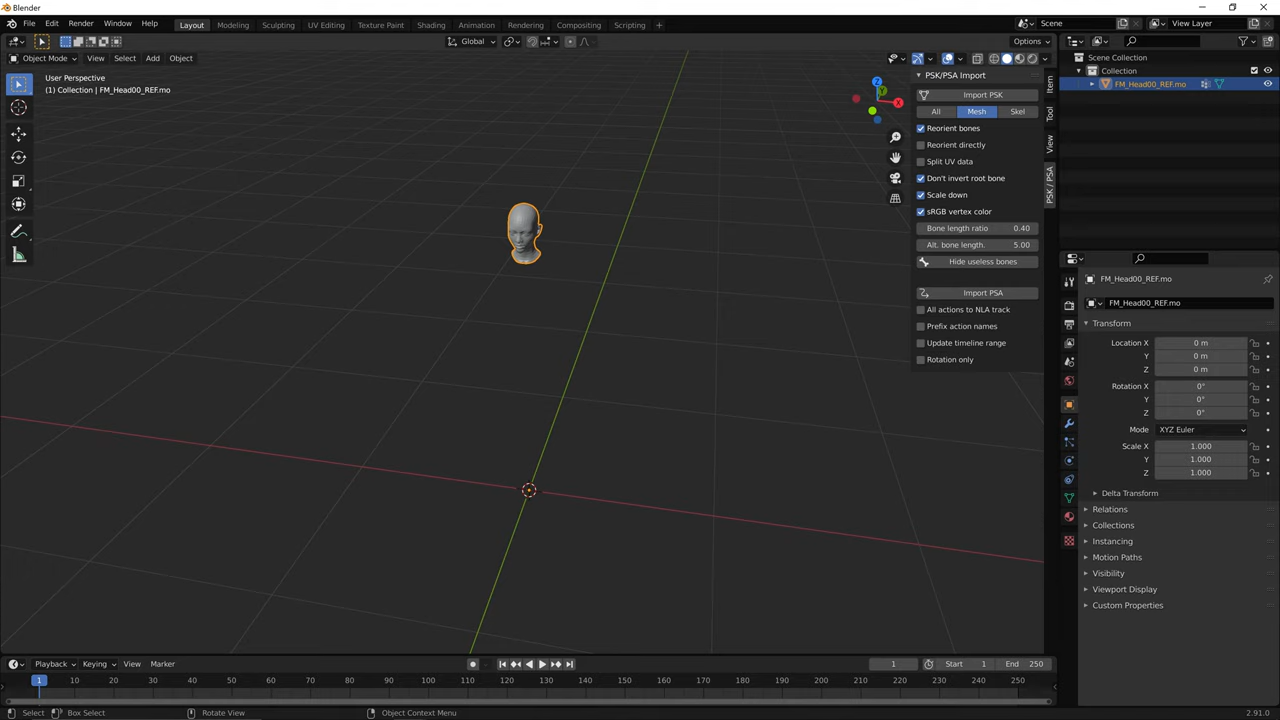 Blender
File Edit Render Window Help Layout Modeling Sculpting UV Editing Texture Paint Shading Animation Rendering Compositing Scripting + Scene View Layer
Global Options
Object Mode View Select Add Object
User Perspective
(1) Collection | FM_Head00_REF.mo
Z
Y
X
PSK/PSA Import
Import PSK
All Mesh Skel
Reorient bones
Reorient directly
Split UV data
Don't invert root bone
Scale down
sRGB vertex color
Bone length ratio 0.40
Alt. bone length. 5.00
Hide useless bones
Import PSA
All actions to NLA track
Prefix action names
Update timeline range
Rotation only
Item
Tool
View
PSK / PSA
Scene Collection
Collection
FM_Head00_REF.mo
FM_Head00_REF.mo
FM_Head00_REF.mo
Transform
Location X 0 m
Y 0 m
Z 0 m
Rotation X 0°
Y 0°
Z 0°
Mode XYZ Euler
Scale X 1.000
Y 1.000
Z 1.000
Delta Transform
Relations
Collections
Instancing
Motion Paths
Visibility
Viewport Display
Custom Properties
Playback Keying View Marker 1 Start 1 End 250
1 10 20 30 40 50 60 70 80 90 100 110 120 130 140 150 160 170 180 190 200 210 220 230 240 250
Select Box Select Rotate View Object Context Menu 2.91.0